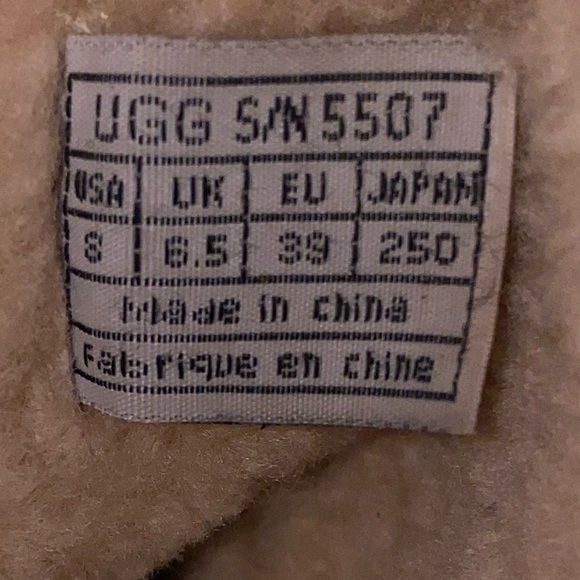 UGG S/N 5507
USA UK EU JAPAN
8 6.5 39 250
Made in china
Fabrique en chine